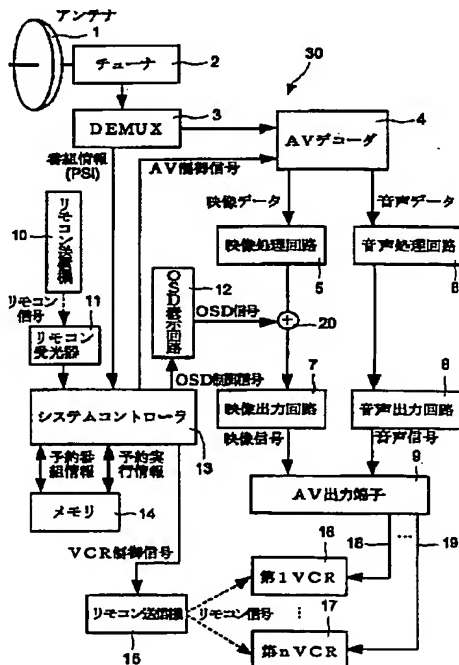 アンテナ
1
チューナ
2
30
DEMUX
3
AVデコーダ
4
番組情報
(PSI)
AV制御信号
映像データ
音声データ
リモコン送信機
10
映像処理回路
5
音声処理回路
6
リモコン
信号
11
リモコン
受光器
OSD表示回路
12
OSD信号
20
OSD制御信号
7
映像出力回路
8
音声出力回路
システムコントローラ
13
映像信号
音声信号
9
AV出力端子
予約番
組情報
予約実
行情報
メモリ
14
18
…
19
VCR制御信号
16
第1VCR
リモコン送信機
15
リモコン信号
17
第nVCR